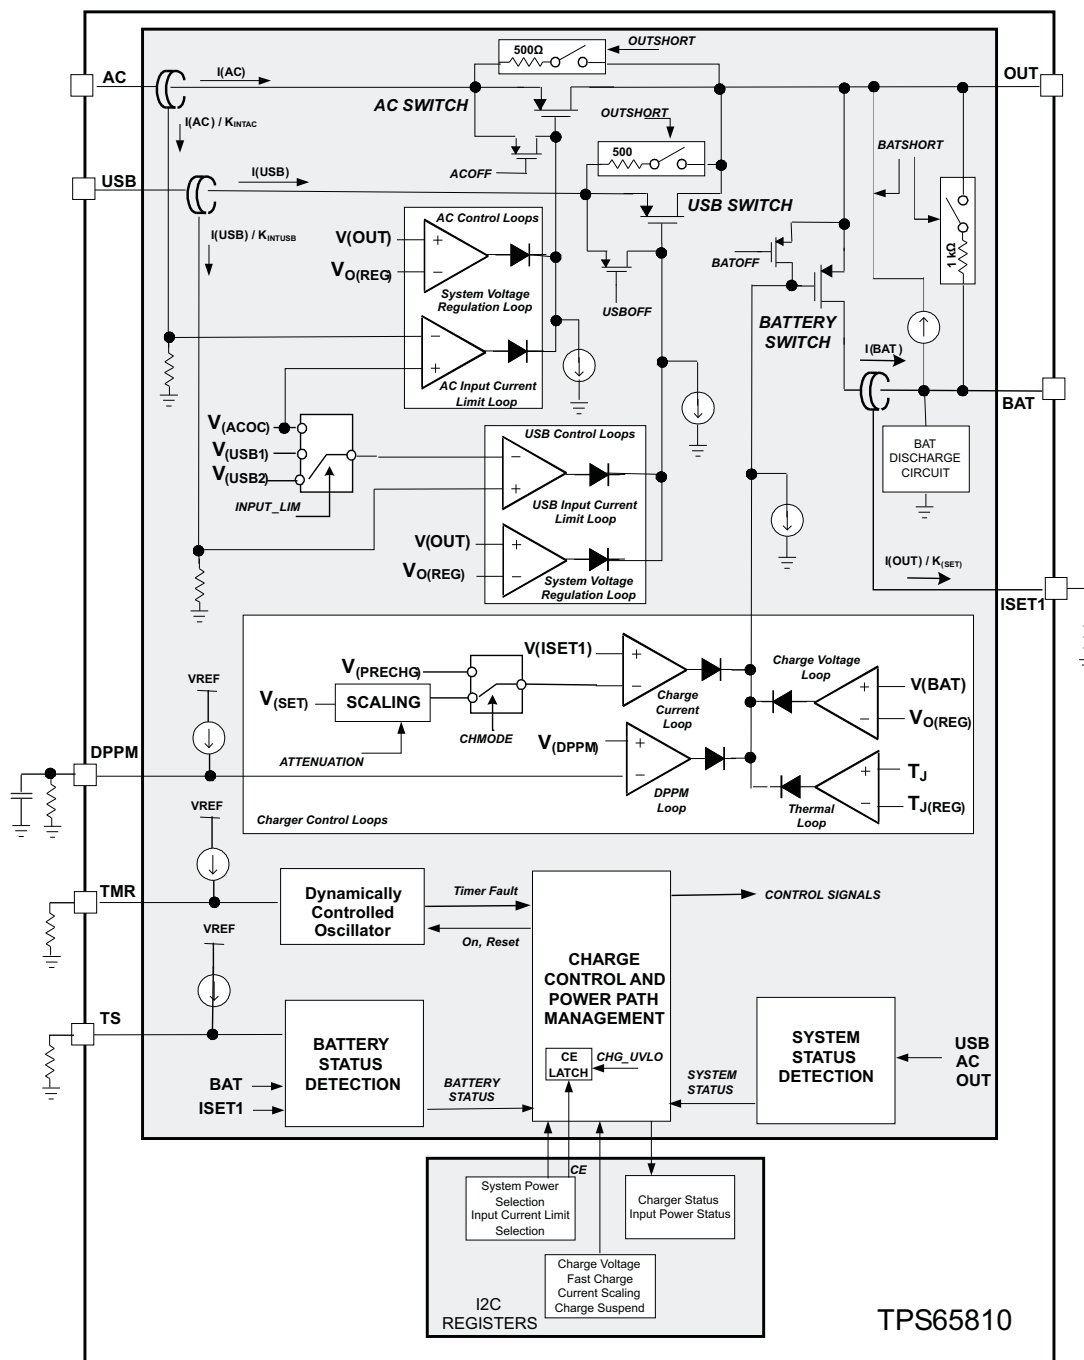 500Ω
OUTSHORT
AC
I(AC)
OUT
AC SWITCH
OUTSHORT
I(AC) / KINTAC
500
BATSHORT
ACOFF
USB
I(USB)
USB SWITCH
AC Control Loops
V(OUT)
I(USB) / KINTUSB
1 kΩ
VO(REG)
BATOFF
System Voltage
Regulation Loop
USBOFF
BATTERY
SWITCH
I(BAT)
AC Input Current
Limit Loop
BAT
V(ACOC)
V(USB1)
V(USB2)
INPUT_LIM
USB Control Loops
BAT
DISCHARGE
CIRCUIT
USB Input Current
Limit Loop
V(OUT)
VO(REG)
System Voltage
Regulation Loop
I(OUT) / K(SET)
ISET1
V(ISET1)
V(PRECHG)
Charge Voltage
Loop
VREF
V(SET)
SCALING
V(BAT)
Charge
Current
Loop
VO(REG)
CHMODE
V(DPPM)
DPPM
ATTENUATION
TJ
DPPM
Loop
Thermal
Loop
TJ(REG)
VREF
Charger Control Loops
TMR
Dynamically
Controlled
Oscillator
Timer Fault
CONTROL SIGNALS
VREF
On, Reset
CHARGE
CONTROL AND
POWER PATH
MANAGEMENT
TS
BATTERY
STATUS
DETECTION
SYSTEM
STATUS
DETECTION
USB
AC
OUT
CE
LATCH
CHG_UVLO
BAT
ISET1
BATTERY
STATUS
SYSTEM
STATUS
CE
System Power
Selection
Input Current Limit
Selection
Charger Status
Input Power Status
Charge Voltage
Fast Charge
Current Scaling
Charge Suspend
I2C
REGISTERS
TPS65810